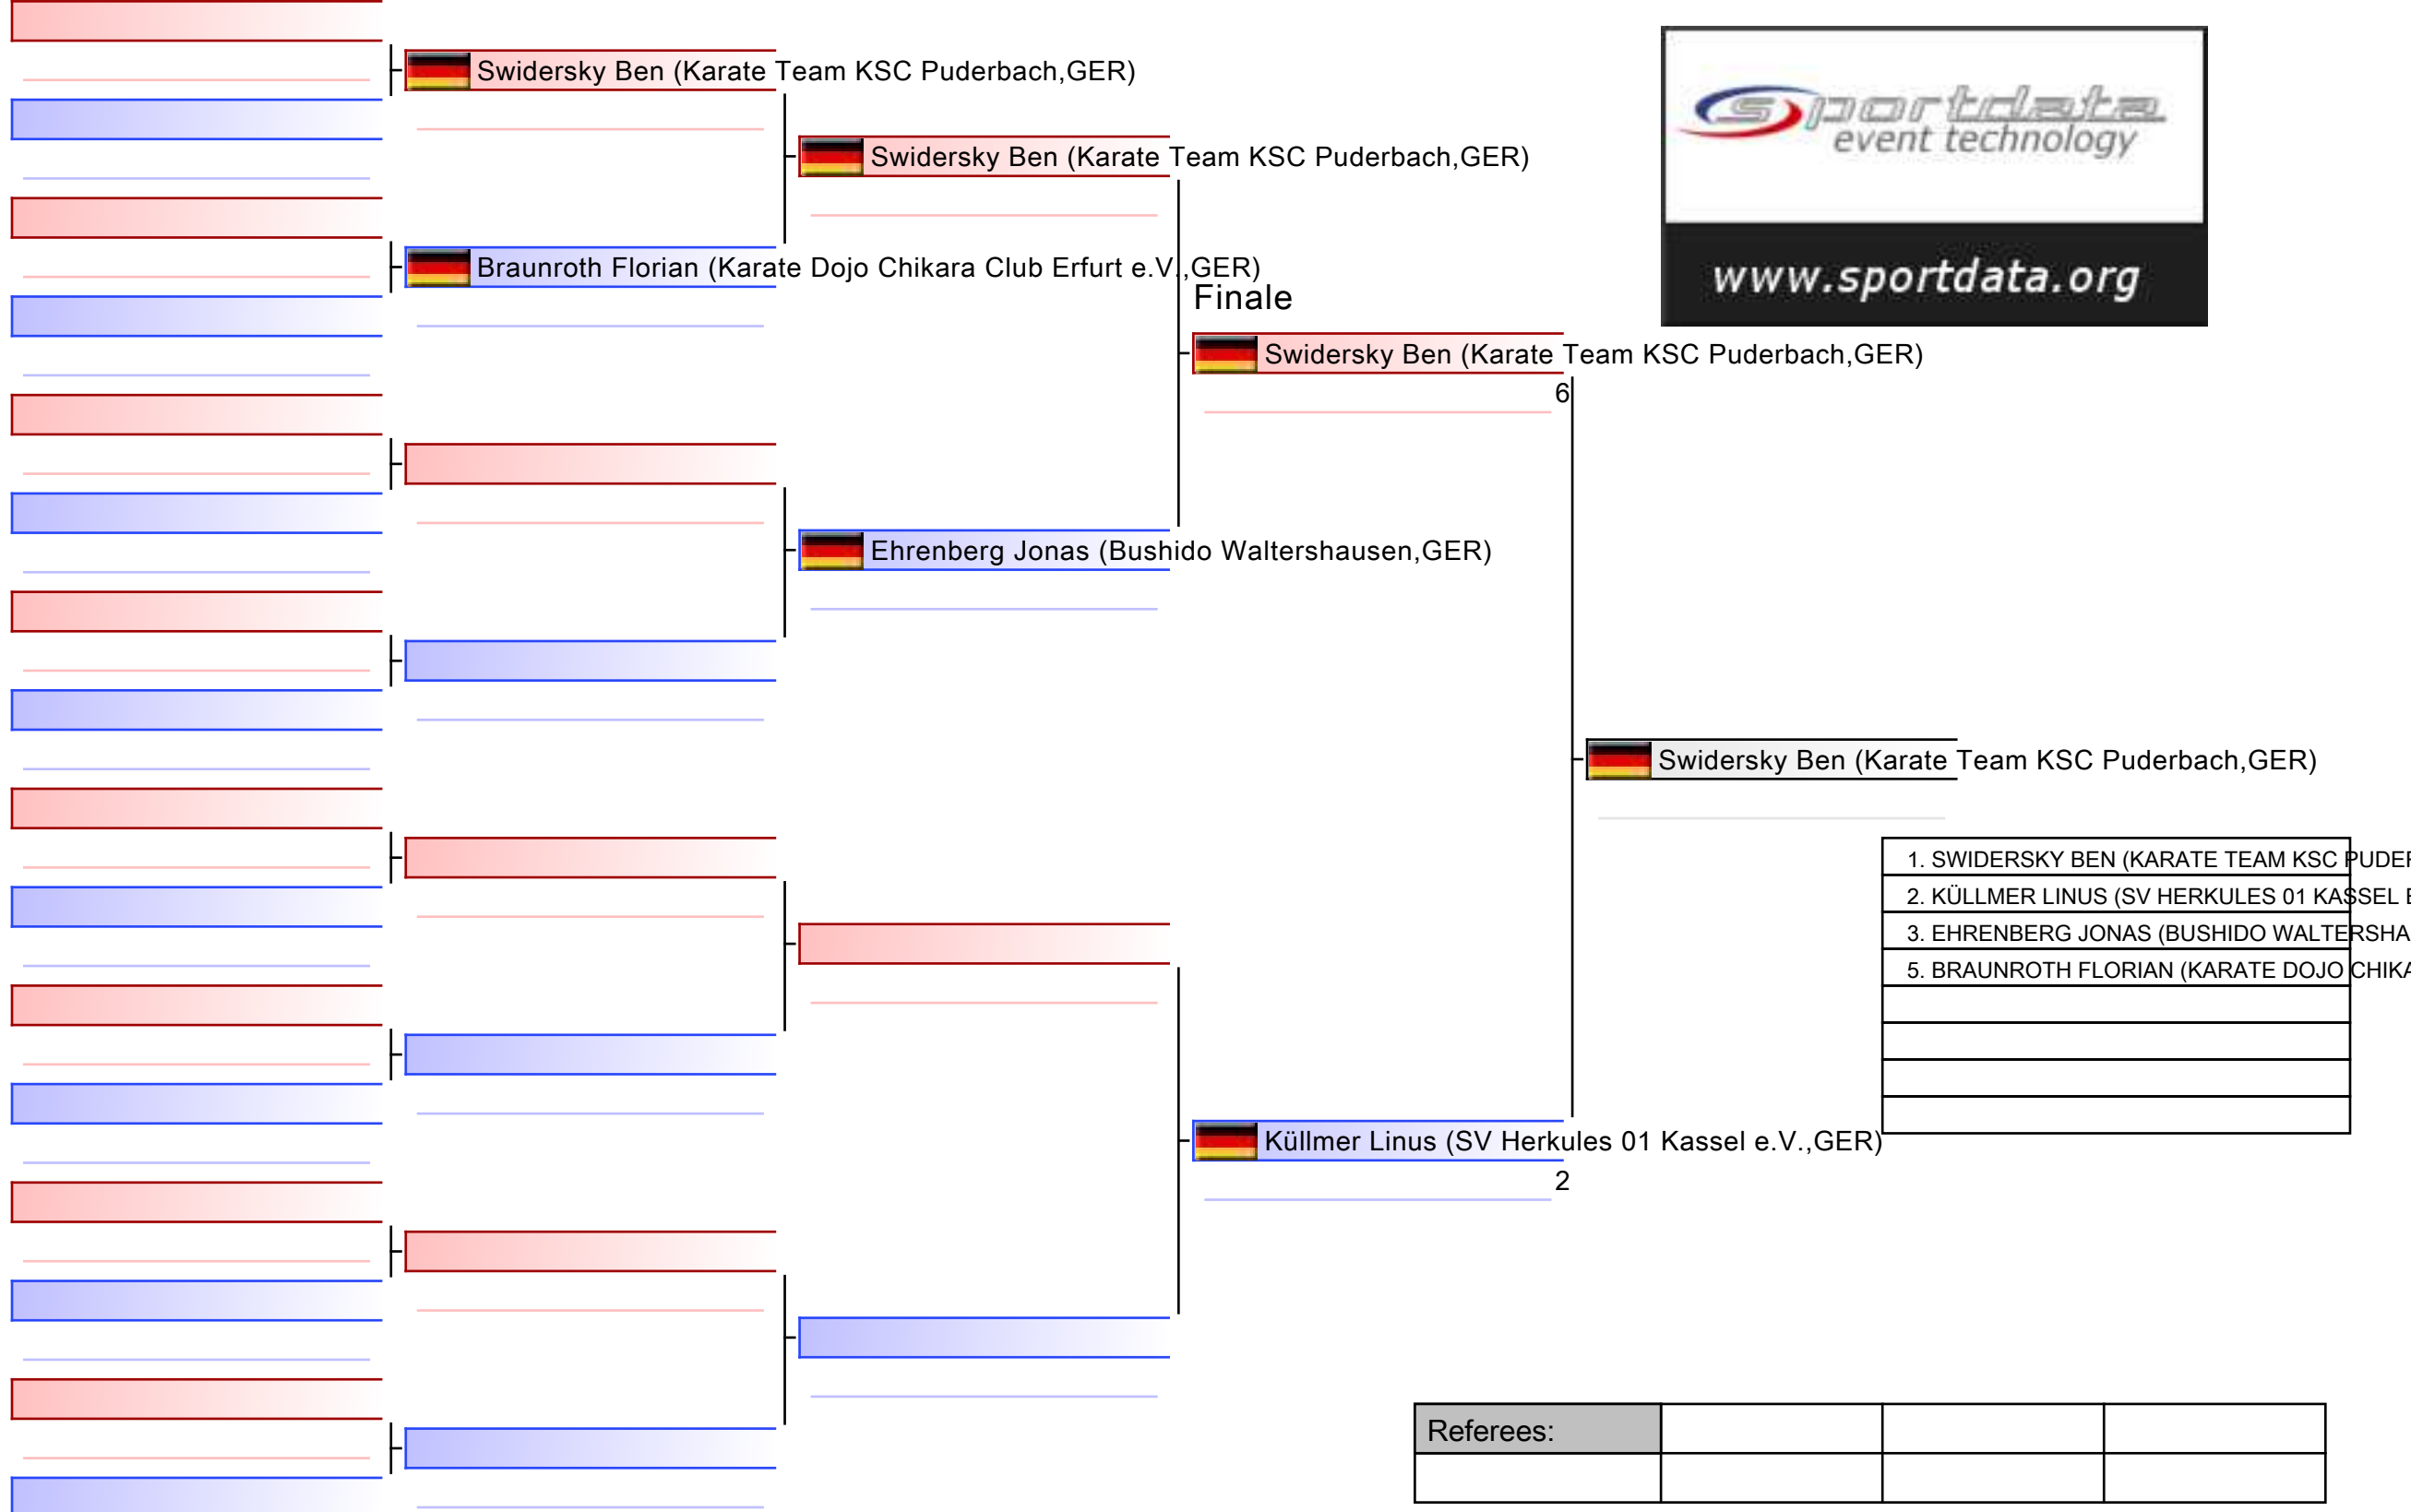 Swidersky Ben (Karate Team KSC Puderbach,GER)
sportdata
event technology
www.sportdata.org
Swidersky Ben (Karate Team KSC Puderbach,GER)
Braunroth Florian (Karate Dojo Chikara Club Erfurt e.V.,GER)
Finale
Swidersky Ben (Karate Team KSC Puderbach,GER)
6
Ehrenberg Jonas (Bushido Waltershausen,GER)
Swidersky Ben (Karate Team KSC Puderbach,GER)
1. SWIDERSKY BEN (KARATE TEAM KSC PUDER
2. KÜLLMER LINUS (SV HERKULES 01 KASSEL E
3. EHRENBERG JONAS (BUSHIDO WALTERSHA
5. BRAUNROTH FLORIAN (KARATE DOJO CHIKA
Küllmer Linus (SV Herkules 01 Kassel e.V.,GER)
2
Referees: